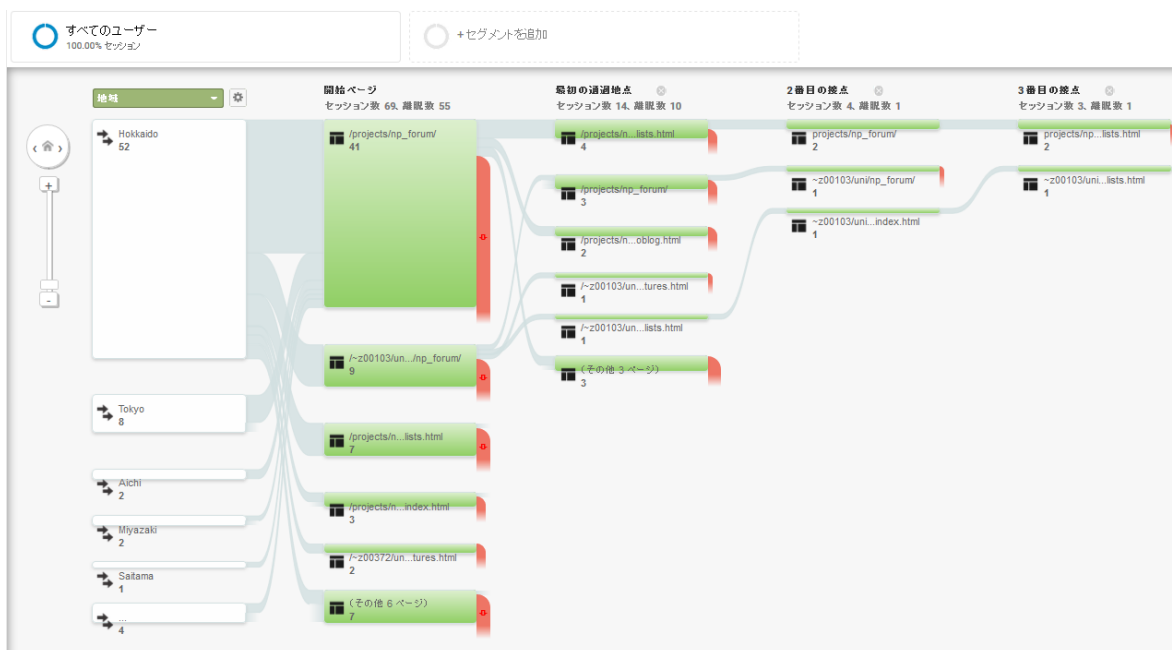 すべてのユーザー
100.00% セッション
+セグメントを追加
地域
開始ページ
セッション数 69、離脱数 55
最初の通過地点
セッション数 14、離脱数 10
2 番目の接点
セッション数 4、離脱数 1
3 番目の接点
セッション数 3、離脱数 1
Hokkaido
52
Tokyo
8
Aichi
2
Miyazaki
2
Saitama
1
...
4
/projects/np_forum/
41
/~z00103/un.../np_forum/
9
/projects/n...lists.html
7
/projects/n...index.html
3
/~z00372/un...tures.html
2
(その他 6 ページ)
7
/projects/n...lists.html
4
/projects/np_forum/
3
/projects/n...oblog.html
2
/~z00103/un...tures.html
1
/~z00103/un...lists.html
1
(その他 3 ページ)
3
projects/np_forum/
2
~z00103/uni/np_forum/
1
~z00103/uni...index.html
1
projects/np...lists.html
2
~z00103/uni...lists.html
1
+
-